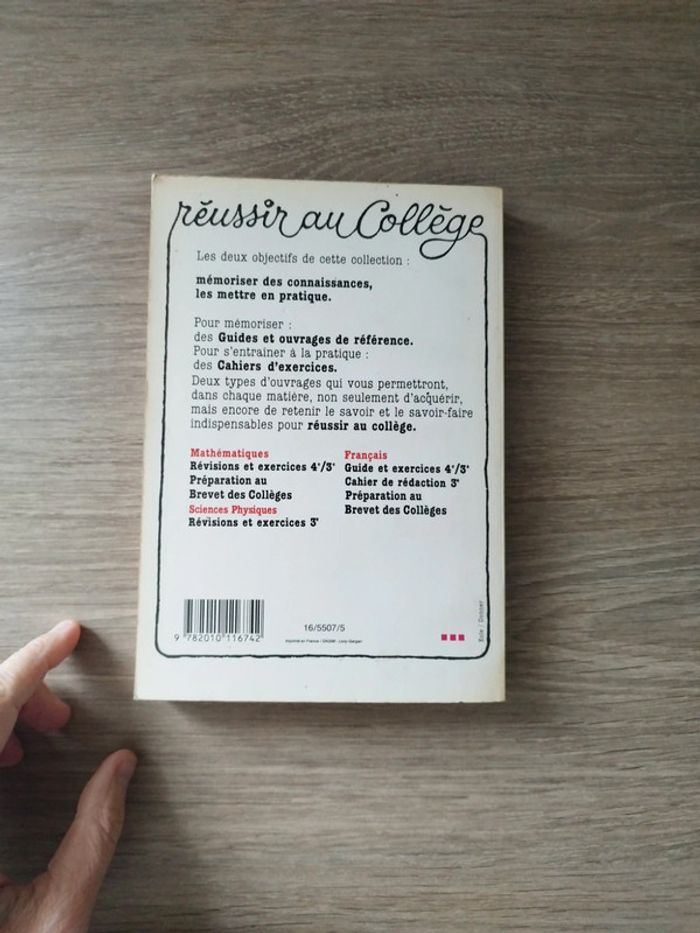 réussir au Collège
Les deux objectifs de cette collection :
mémoriser des connaissances,
les mettre en pratique.
Pour mémoriser :
des Guides et ouvrages de référence.
Pour s'entraîner à la pratique :
des Cahiers d'exercices.
Deux types d'ouvrages qui vous permettront,
dans chaque matière, non seulement d'acquérir,
mais encore de retenir le savoir et le savoir-faire
indispensables pour réussir au collège.
Mathématiques
Révisions et exercices 4e/3e
Préparation au
Brevet des Collèges
Sciences Physiques
Révisions et exercices 3e
Français
Guide et exercices 4e/3e
Cahier de rédaction 3e
Préparation au
Brevet des Collèges
9 782010 116742
16/5507/5
Imprimé en France